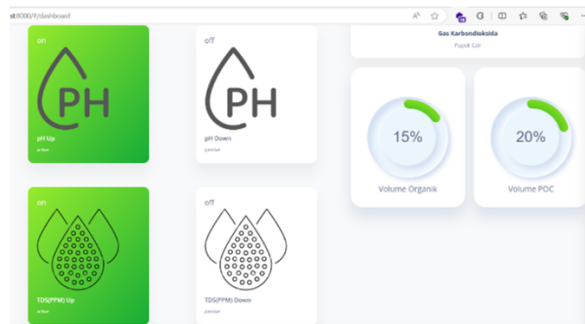 st:8000/#/dashboard
on
PH
pH Up
active
off
PH
pH Down
Gas Karbondioksida
Pupuk Cair
15%
Volume Organik
20%
Volume POC
on
TDS(PPM) Up
active
off
TDS(PPM) Down